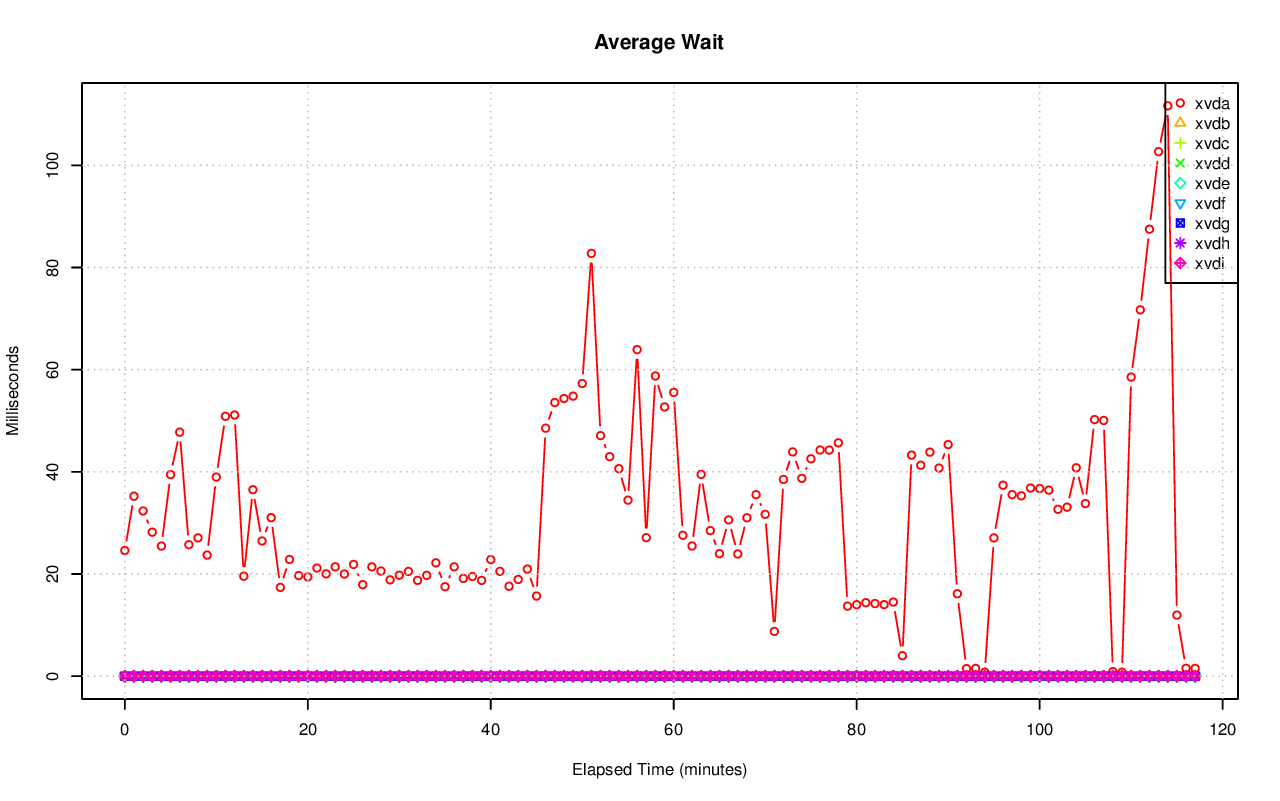 Average Wait
Milliseconds
0
20
40
60
80
100
xvda
xvdb
xvdc
xvdd
xvde
xvdf
xvdg
xvdh
xvdi
0 20 40 60 80 100 120
Elapsed Time (minutes)